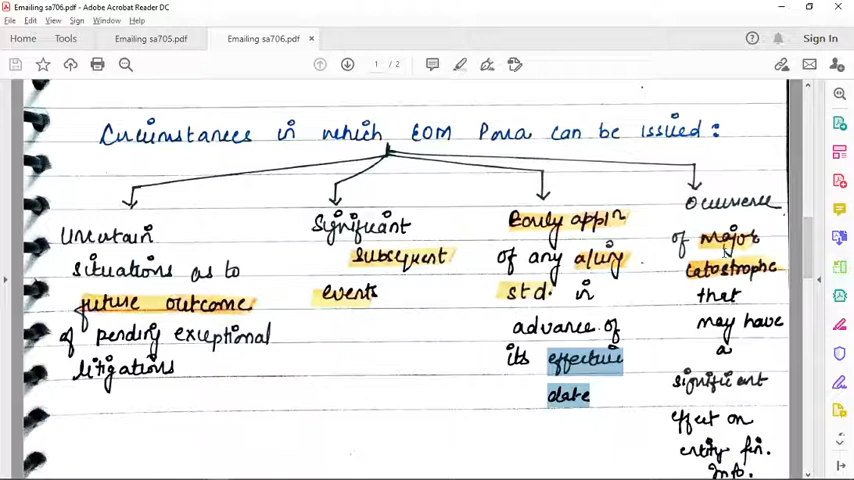 Emailing sa706.pdf - Adobe Acrobat Reader DC
File Edit View Sign Window Help
Home Tools Emailing sa705.pdf Emailing sa706.pdf × Sign In
1 / 2
Circumstances in which EOM Para can be issued:
Uncertain
situations as to
future outcome
of pending exceptional
litigations
Significant
subsequent
events
Early appl^n
of any a/cing
std. in
advance of
its effective
date
Occurrence
of major
catastrophe
that
may have
a
significant
effect on
entity fin.
Info.